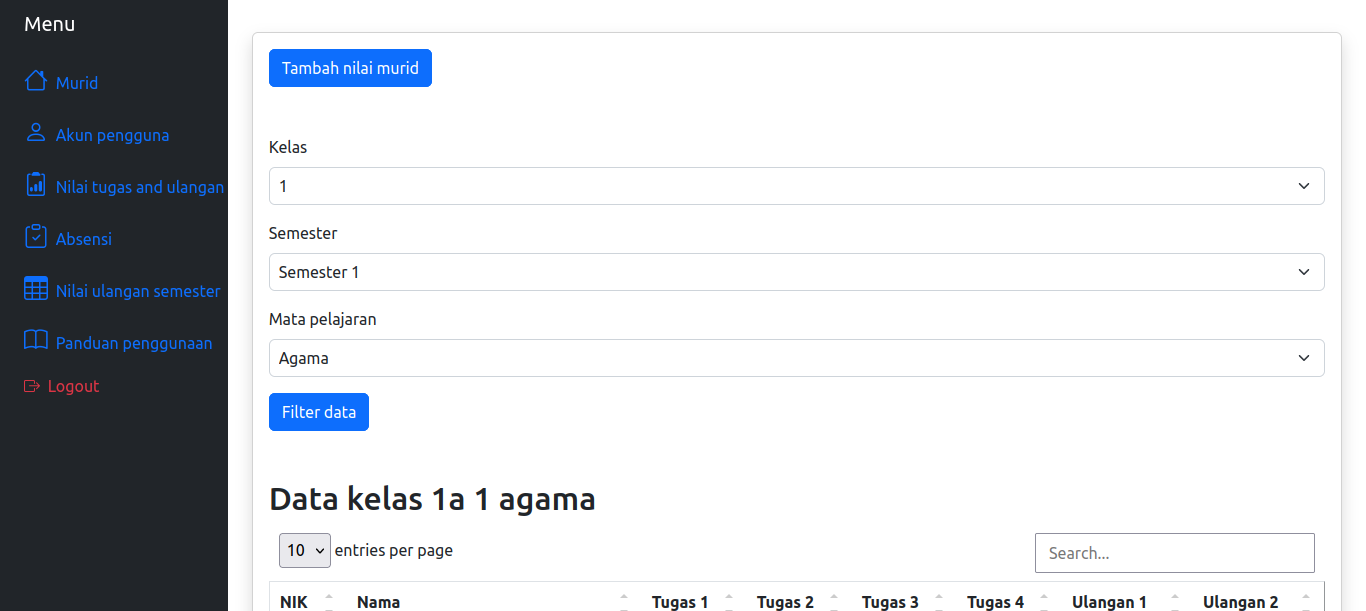 Menu
Murid
Akun pengguna
Nilai tugas and ulangan
Absensi
Nilai ulangan semester
Panduan penggunaan
Logout
Tambah nilai murid
Kelas
1
Semester
Semester 1
Mata pelajaran
Agama
Filter data
Data kelas 1a 1 agama
10 entries per page
Search...
NIK Nama Tugas 1 Tugas 2 Tugas 3 Tugas 4 Ulangan 1 Ulangan 2